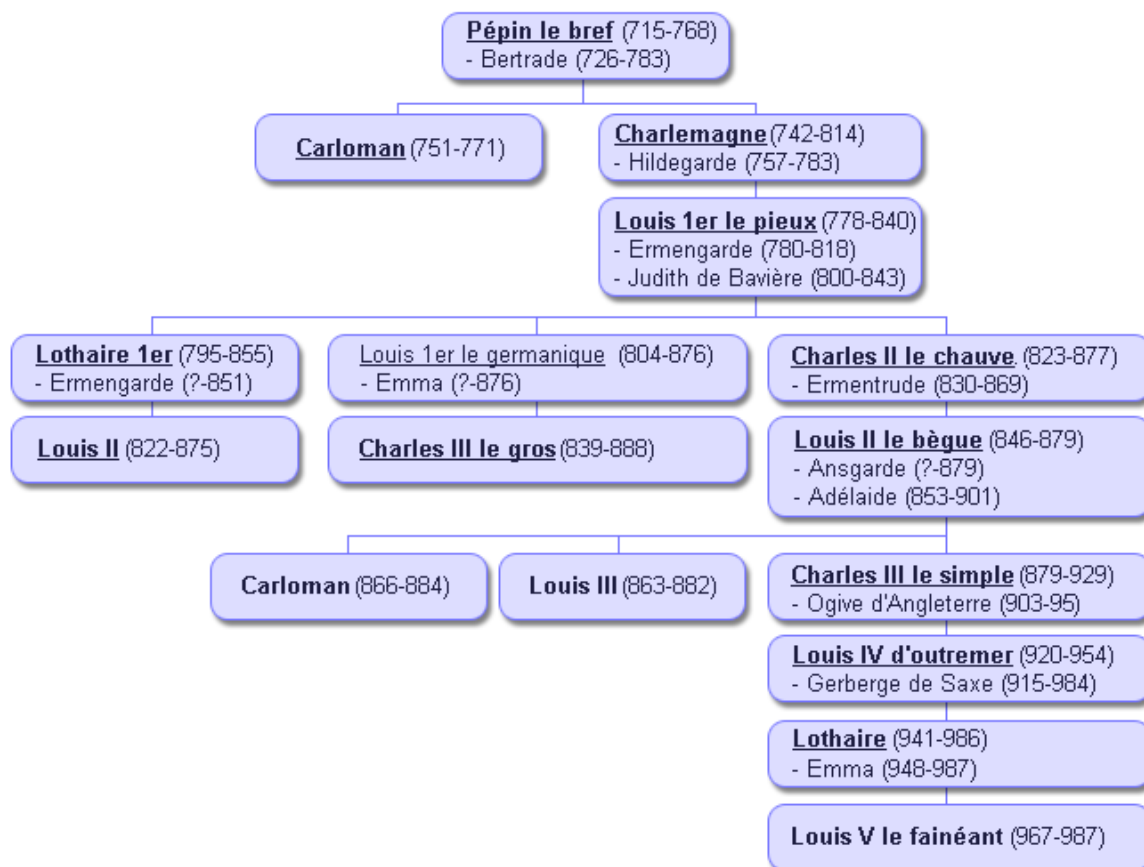 Pépin le bref (715-768)
- Bertrade (726-783)
Carloman (751-771)
Charlemagne (742-814)
- Hildegarde (757-783)
Louis 1er le pieux (778-840)
- Ermengarde (780-818)
- Judith de Bavière (800-843)
Lothaire 1er (795-855)
- Ermengarde (?-851)
Louis 1er le germanique (804-876)
- Emma (?-876)
Charles II le chauve. (823-877)
- Ermentrude (830-869)
Louis II (822-875)
Charles III le gros (839-888)
Louis II le bègue (846-879)
- Ansgarde (?-879)
- Adélaide (853-901)
Carloman (866-884)
Louis III (863-882)
Charles III le simple (879-929)
- Ogive d'Angleterre (903-95)
Louis IV d'outremer (920-954)
- Gerberge de Saxe (915-984)
Lothaire (941-986)
- Emma (948-987)
Louis V le fainéant (967-987)